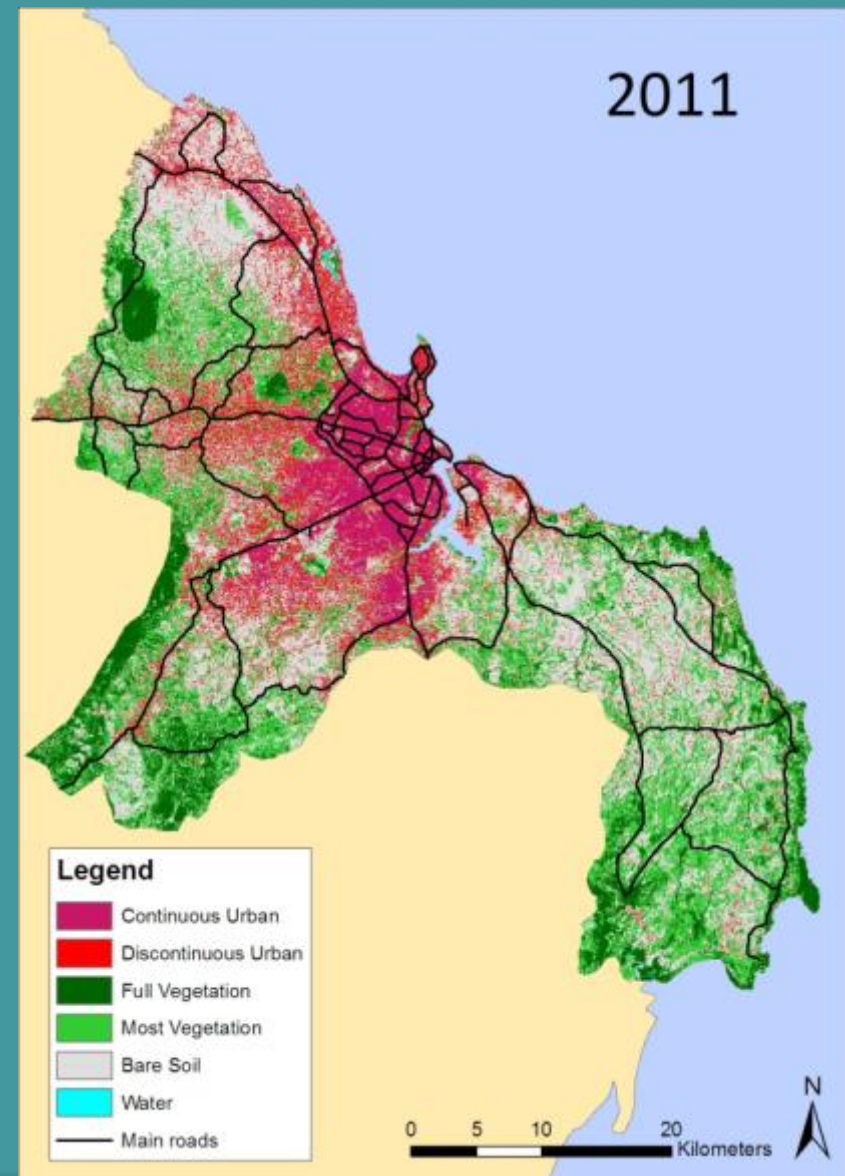 2011
Legend
Continuous Urban
Discontinuous Urban
Full Vegetation
Most Vegetation
Bare Soil
Water
Main roads
N
0 5 10 20
Kilometers